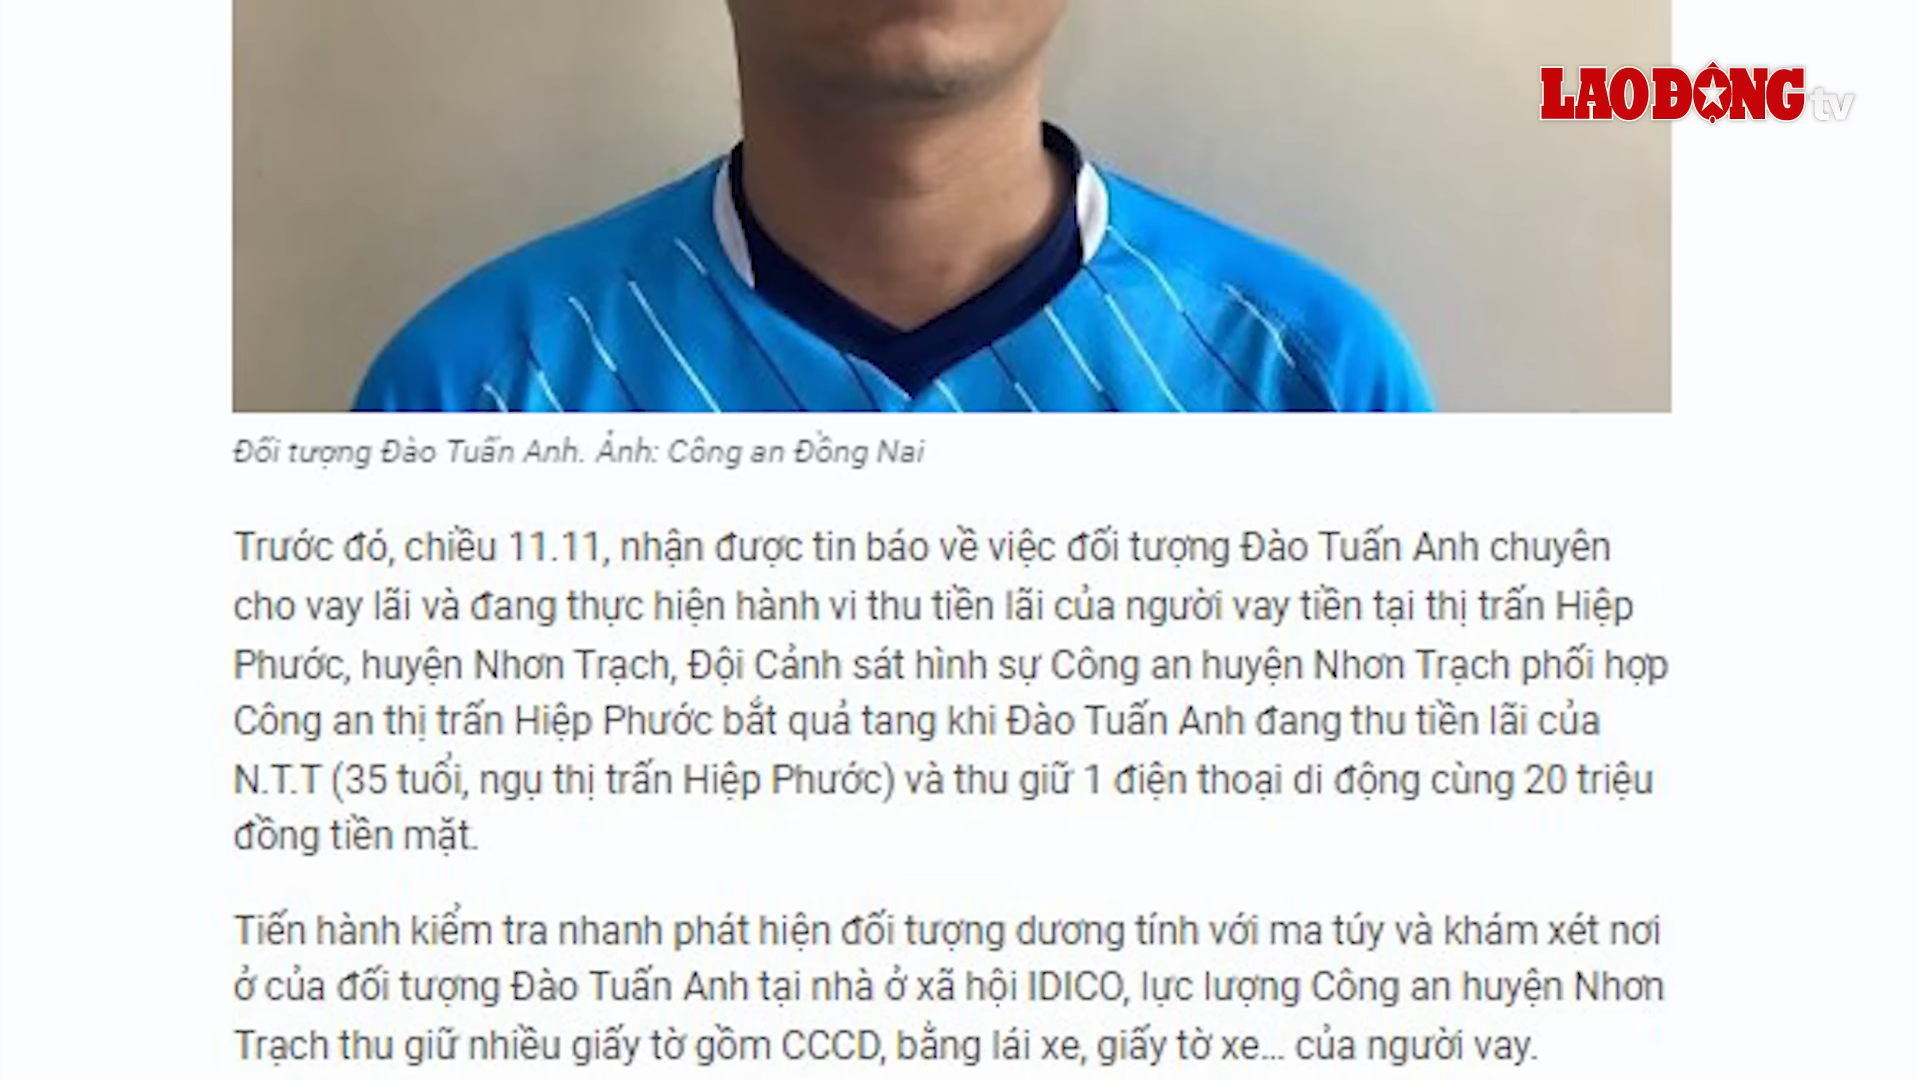 LAO ĐỘNG tv
Đối tượng Đào Tuấn Anh. Ảnh: Công an Đồng Nai
Trước đó, chiều 11.11, nhận được tin báo về việc đối tượng Đào Tuấn Anh chuyên
cho vay lãi và đang thực hiện hành vi thu tiền lãi của người vay tiền tại thị trấn Hiệp
Phước, huyện Nhơn Trạch, Đội Cảnh sát hình sự Công an huyện Nhơn Trạch phối hợp
Công an thị trấn Hiệp Phước bắt quả tang khi Đào Tuấn Anh đang thu tiền lãi của
N.T.T (35 tuổi, ngụ thị trấn Hiệp Phước) và thu giữ 1 điện thoại di động cùng 20 triệu
đồng tiền mặt.
Tiến hành kiểm tra nhanh phát hiện đối tượng dương tính với ma túy và khám xét nơi
ở của đối tượng Đào Tuấn Anh tại nhà ở xã hội IDICO, lực lượng Công an huyện Nhơn
Trạch thu giữ nhiều giấy tờ gồm CCCD, bằng lái xe, giấy tờ xe... của người vay.